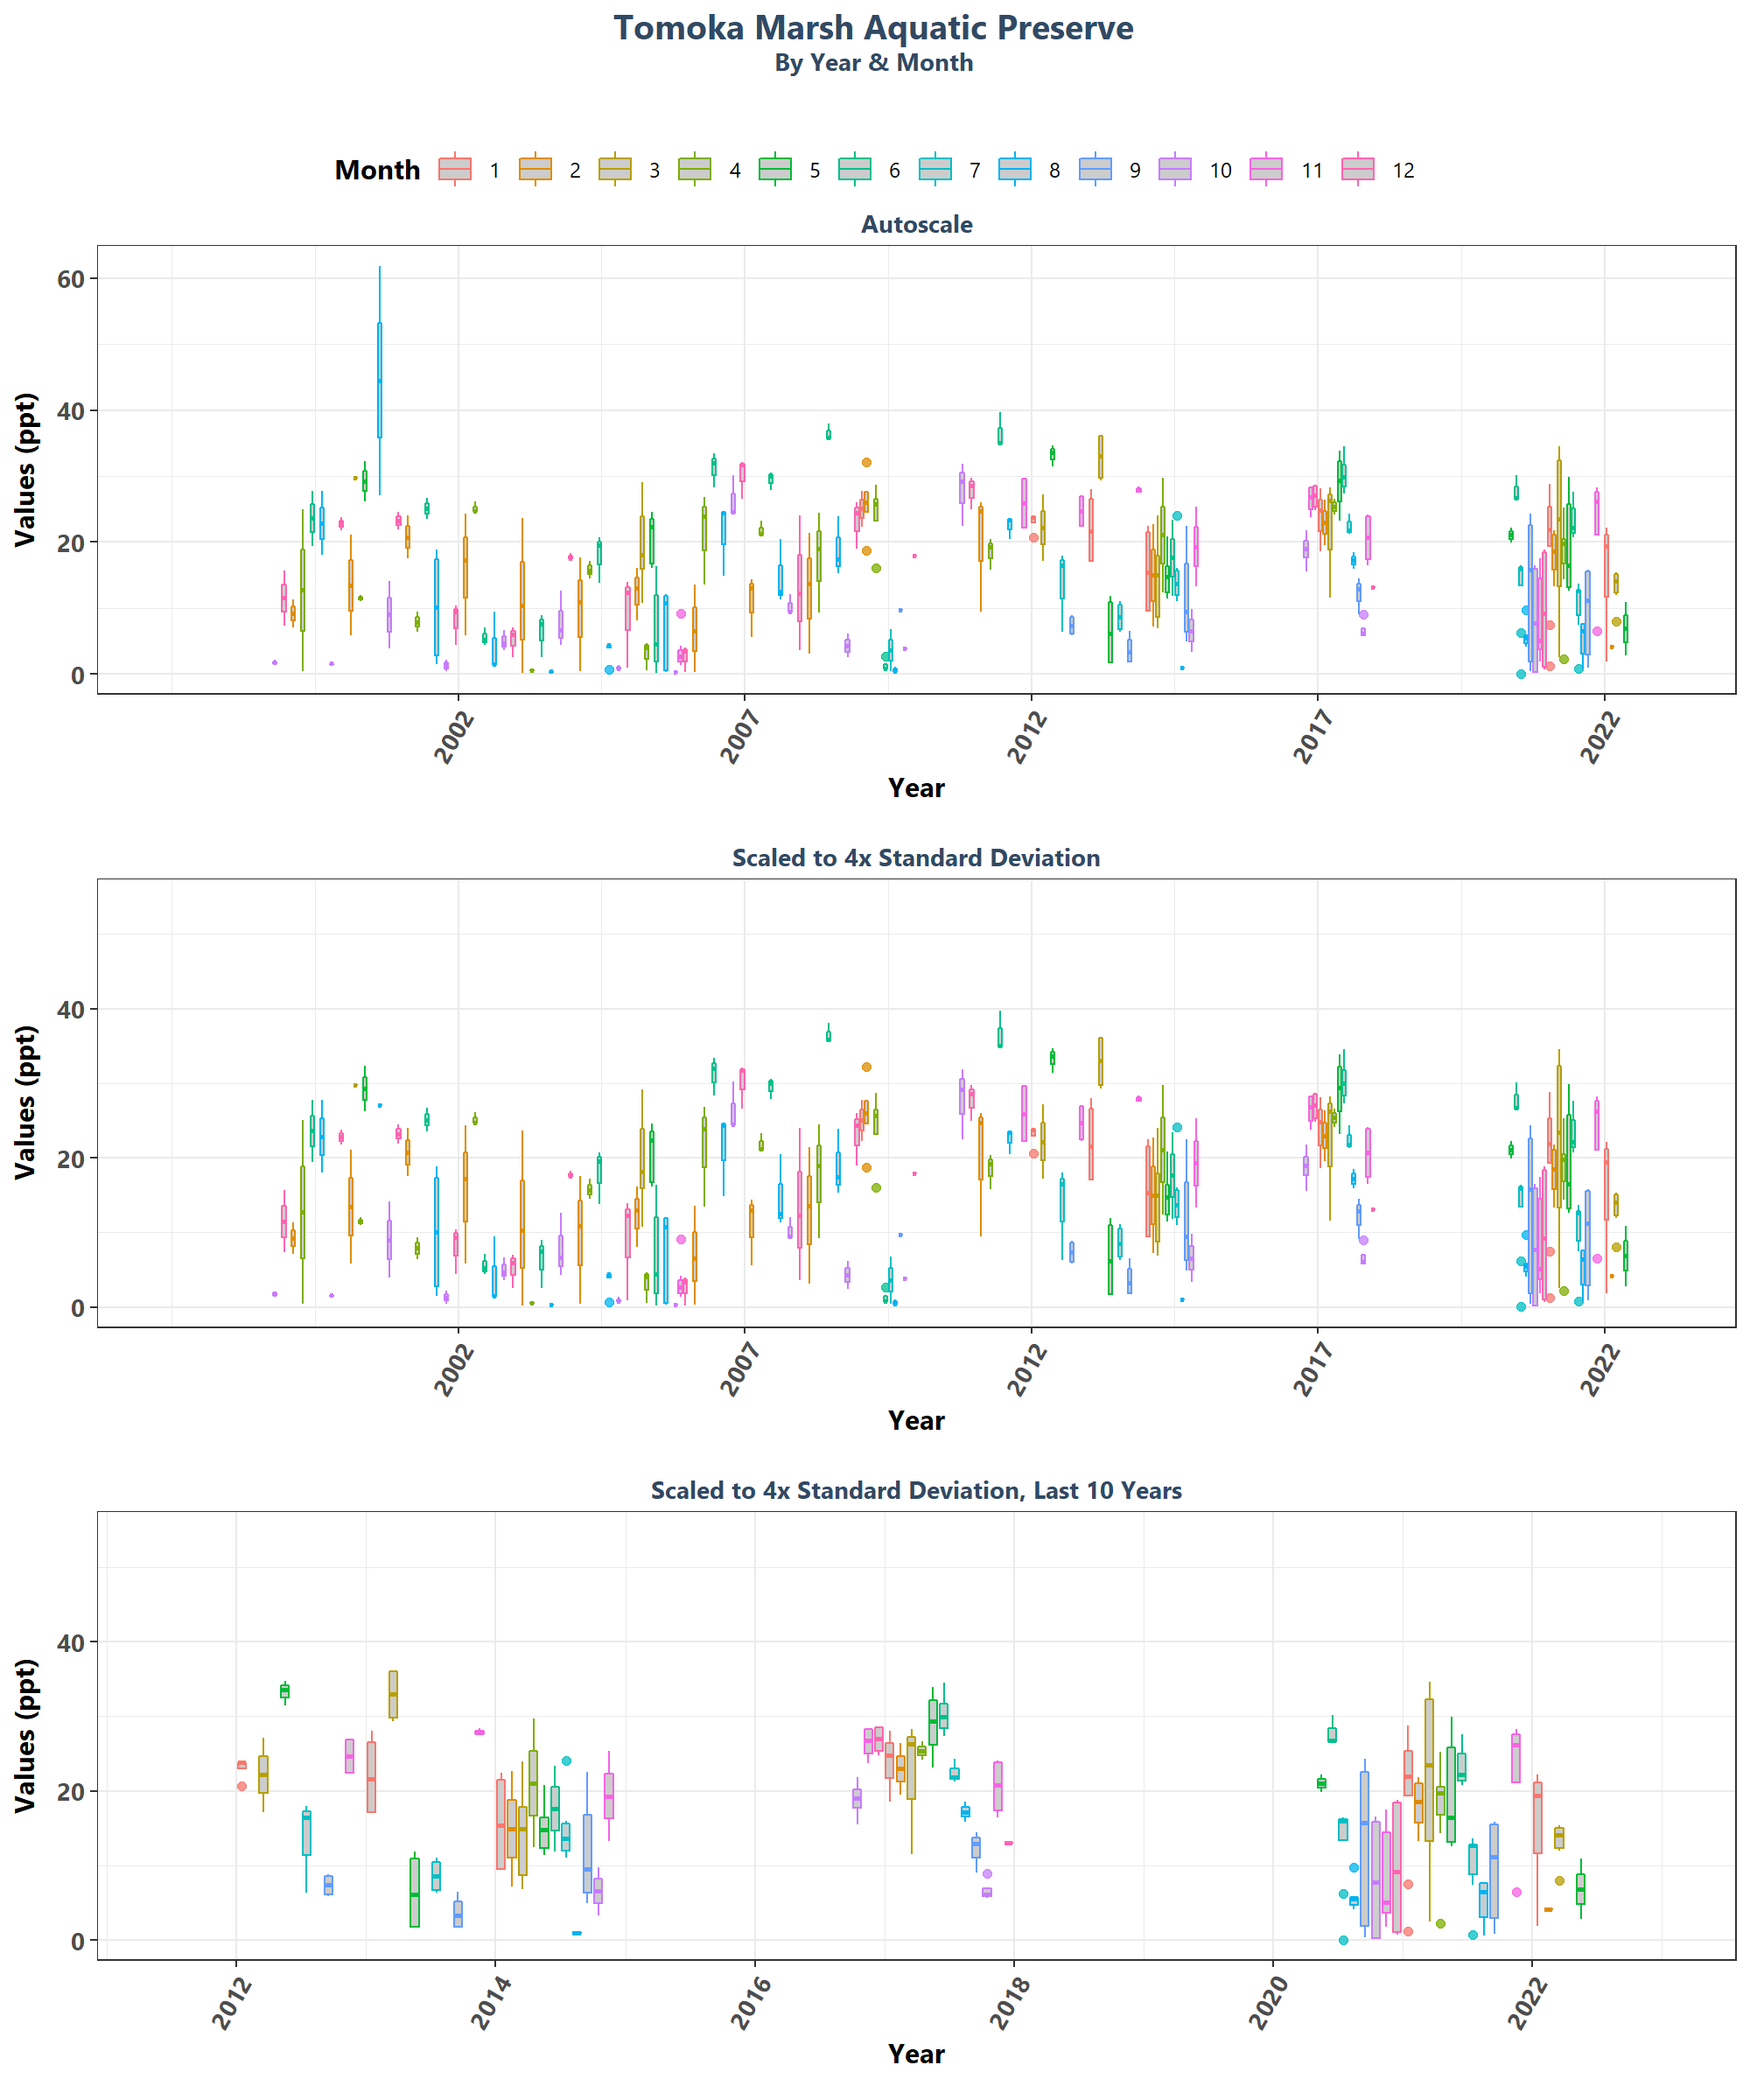 Tomoka Marsh Aquatic Preserve
By Year & Month
Month 1 2 3 4 5 6 7 8 9 10 11 12
Autoscale
Values (ppt)
60
40
20
0
2002 2007 2012 2017 2022
Year
Scaled to 4x Standard Deviation
Values (ppt)
40
20
0
2002 2007 2012 2017 2022
Year
Scaled to 4x Standard Deviation, Last 10 Years
Values (ppt)
40
20
0
2012 2014 2016 2018 2020 2022
Year